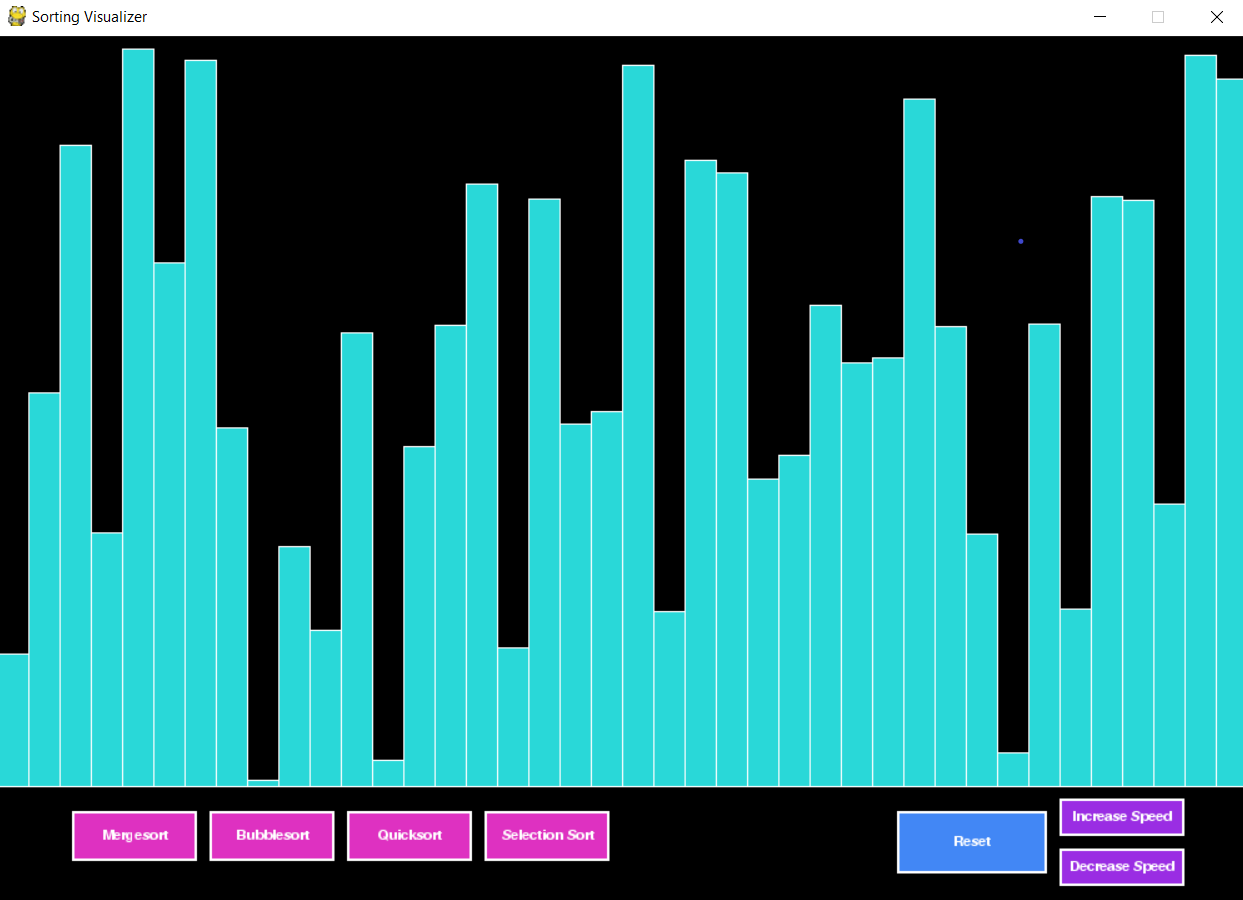 Sorting Visualizer
Mergesort
Bubblesort
Quicksort
Selection Sort
Reset
Increase Speed
Decrease Speed